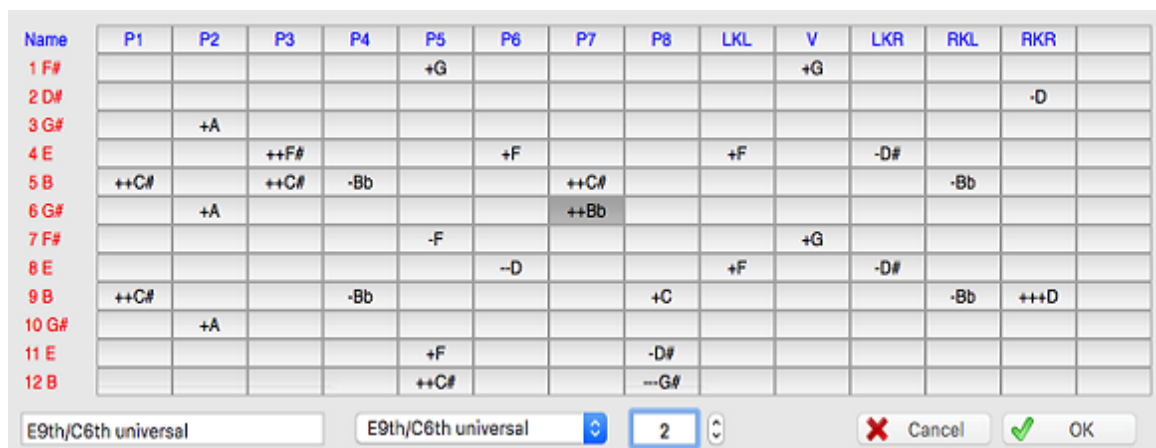 Name P1 P2 P3 P4 P5 P6 P7 P8 LKL V LKR RKL RKR
1 F# +G +G
2 D# -D
3 G# +A
4 E ++F# +F +F -D#
5 B ++C# ++C# -Bb ++C# -Bb
6 G# +A ++Bb
7 F# -F +G
8 E --D +F -D#
9 B ++C# -Bb +C -Bb +++D
10 G# +A
11 E +F -D#
12 B ++C# ---G#
E9th/C6th universal E9th/C6th universal 2 Cancel OK